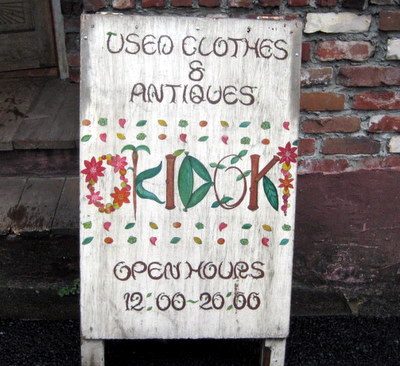 USED CLOTHES
&
ANTIQUES
OKIDOKI
OPEN HOURS
12:00~20:00